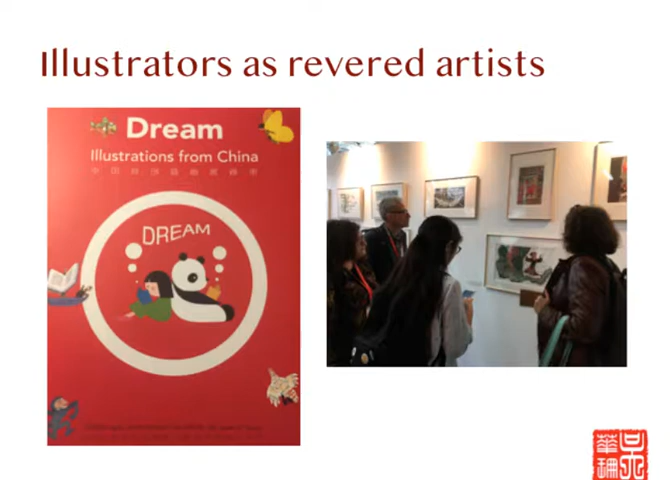 Illustrators as revered artists
Dream
Illustrations from China
DREAM